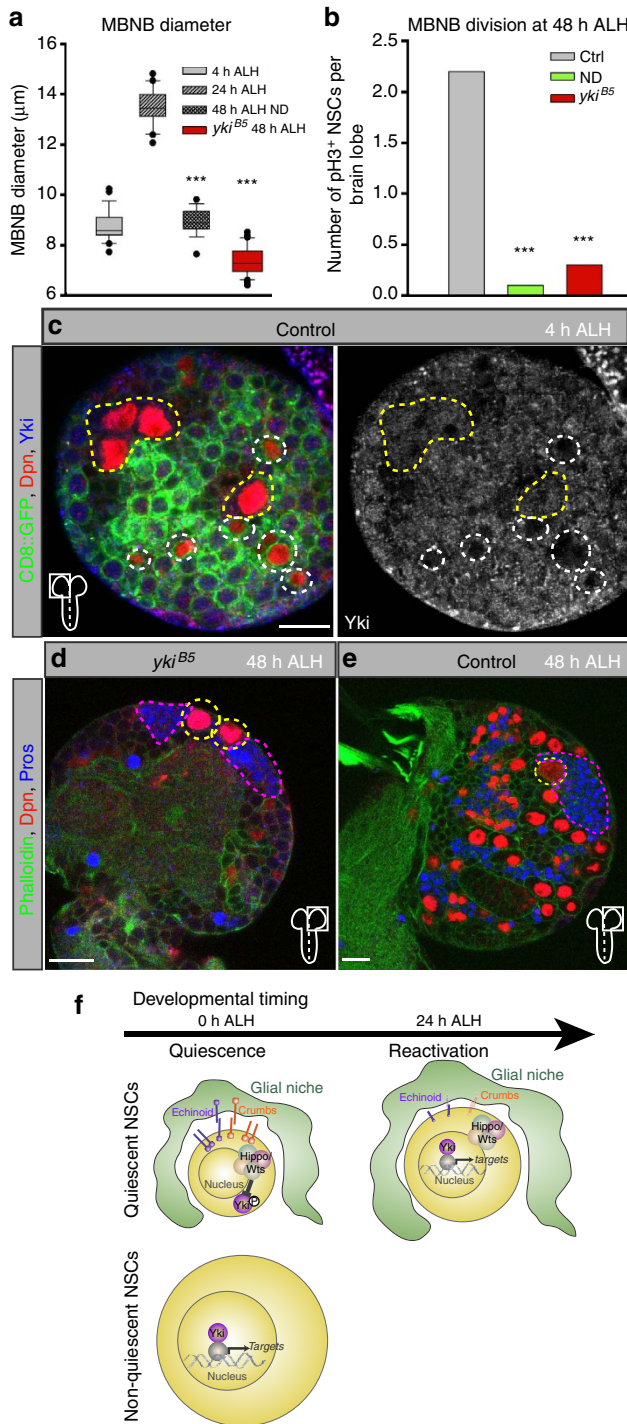 a
MBNB diameter
MBNB diameter (μm)
16
14
12
10
8
6
4 h ALH
24 h ALH
48 h ALH ND
yki^B5 48 h ALH
***
***
b
MBNB division at 48 h ALH
Number of pH3⁺ NSCs per
brain lobe
2.5
2.0
1.5
1.0
0.5
0.0
Ctrl
ND
yki^B5
***
***
c
Control
4 h ALH
CD8::GFP, Dpn, Yki
Yki
d
yki^B5
48 h ALH
e
Control
48 h ALH
Phalloidin, Dpn, Pros
f
Developmental timing
0 h ALH
24 h ALH
Quiescence
Reactivation
Quiescent NSCs
Glial niche
Echinoid
Crumbs
Hippo/
Wts
Nucleus
Yki
P
Glial niche
Echinoid
Crumbs
Hippo/
Wts
Yki
targets
Nucleus
Non-quiescent NSCs
Yki
Targets
Nucleus